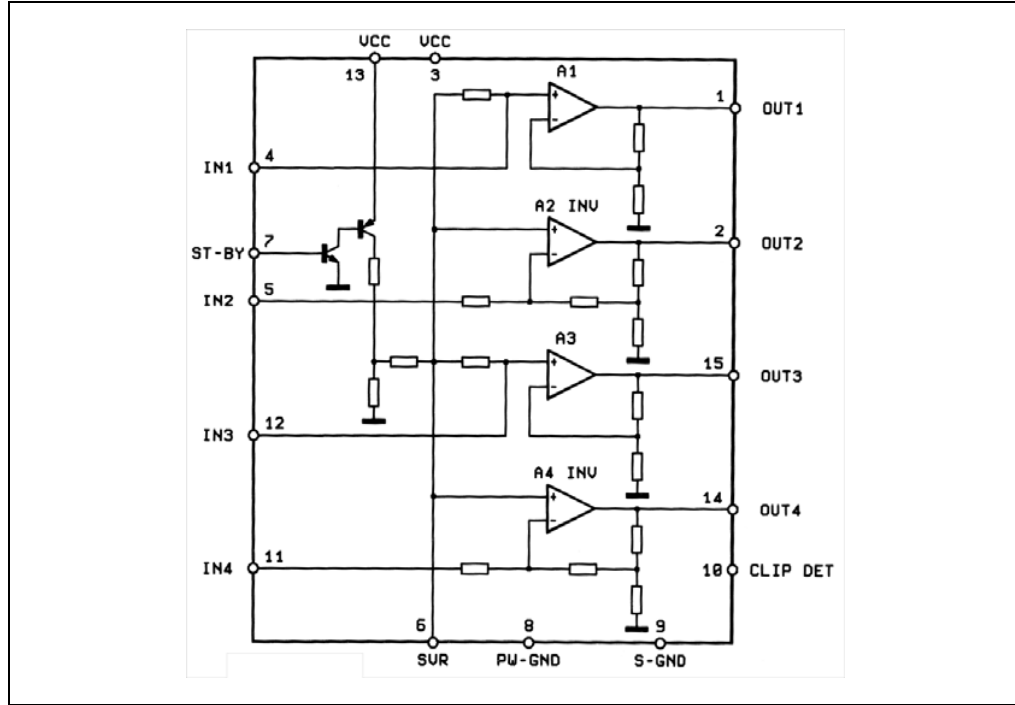 VCC VCC
13 3
A1
1 OUT1
4
IN1
A2 INV
2 OUT2
7
ST-BY
5
IN2
A3
15 OUT3
12
IN3
A4 INV
14 OUT4
11
IN4
10 CLIP DET
6 8 9
SVR PW-GND S-GND